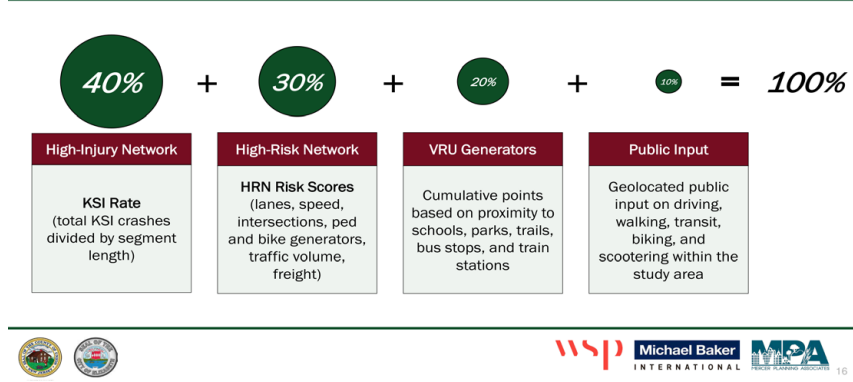 40% + 30% + 20% + 10% = 100%
High-Injury Network
KSI Rate
(total KSI crashes
divided by segment
length)
High-Risk Network
HRN Risk Scores
(lanes, speed,
intersections, ped
and bike generators,
traffic volume,
freight)
VRU Generators
Cumulative points
based on proximity to
schools, parks, trails,
bus stops, and train
stations
Public Input
Geolocated public
input on driving,
walking, transit,
biking, and
scootering within the
study area
wsp
Michael Baker
INTERNATIONAL
MPA
MERCER PLANNING ASSOCIATES
16